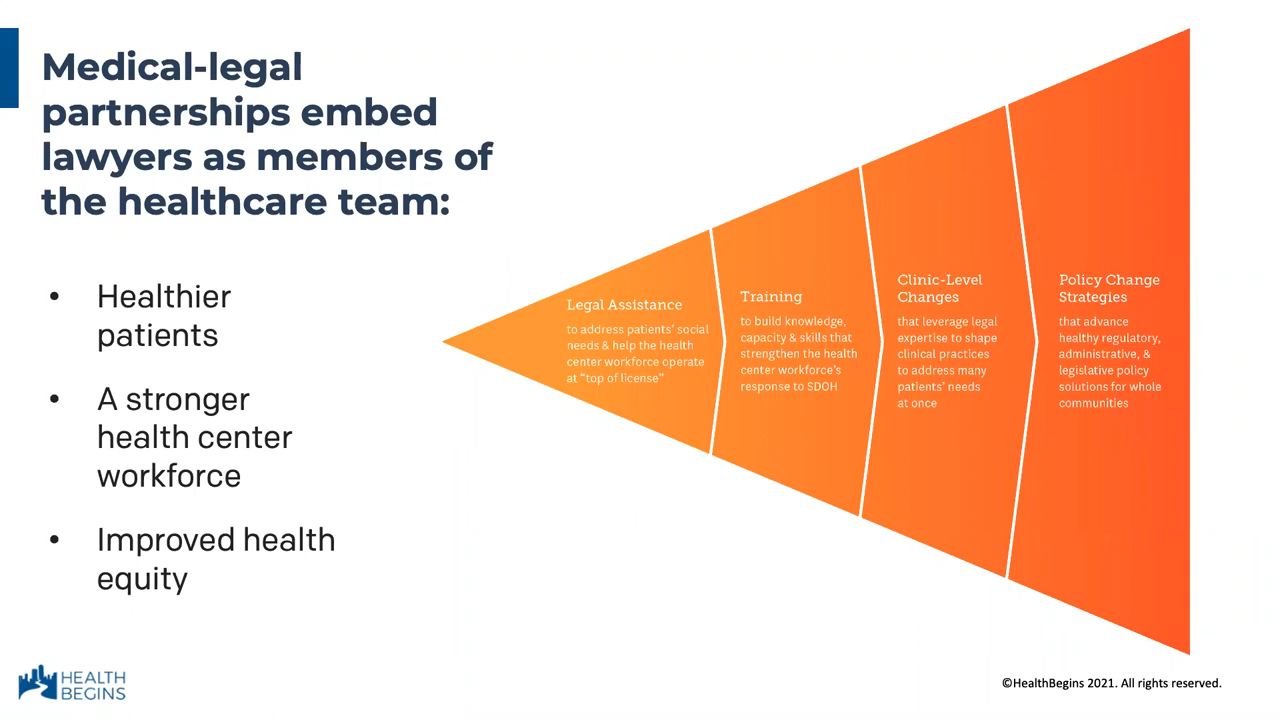 Medical-legal
partnerships embed
lawyers as members of
the healthcare team:
• Healthier
patients
• A stronger
health center
workforce
• Improved health
equity
Legal Assistance
to address patients' social
needs & help the health
center workforce operate
at “top of license”
Training
to build knowledge,
capacity & skills that
strengthen the health
center workforce's
response to SDOH
Clinic-Level
Changes
that leverage legal
expertise to shape
clinical practices
to address many
patients' needs
at once
Policy Change
Strategies
that advance
healthy regulatory,
administrative, &
legislative policy
solutions for whole
communities
HEALTH
BEGINS
©HealthBegins 2021. All rights reserved.